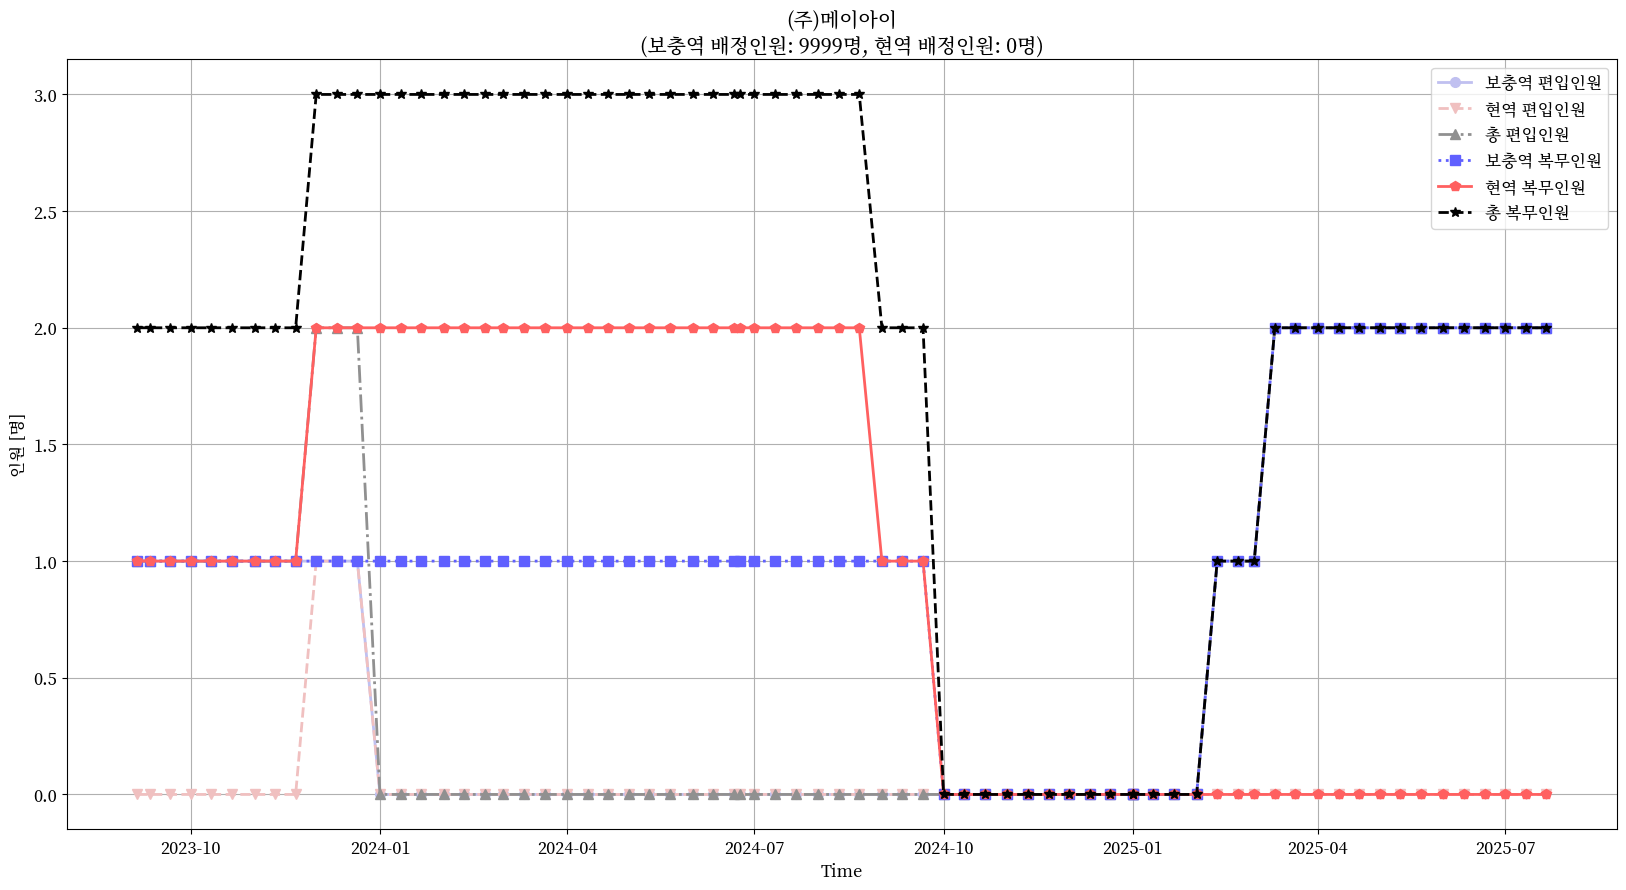 (주)메이아이
(보충역 배정인원: 9999명, 현역 배정인원: 0명)
보충역 편입인원
현역 편입인원
총 편입인원
보충역 복무인원
현역 복무인원
총 복무인원
인원 [명]
3.0
2.5
2.0
1.5
1.0
0.5
0.0
2023-10
2024-01
2024-04
2024-07
2024-10
2025-01
2025-04
2025-07
Time